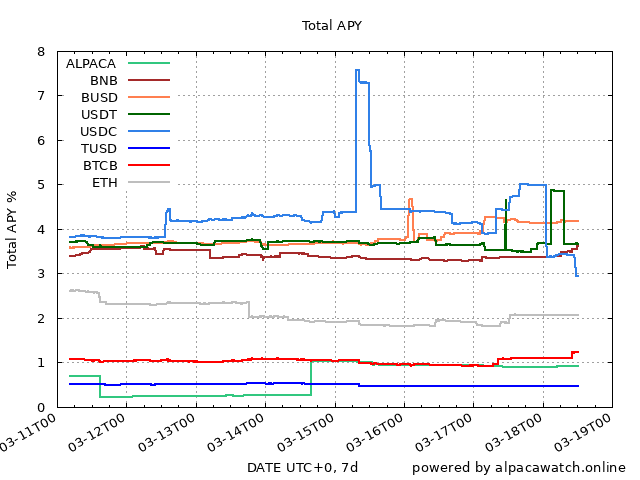 Total APY
8
7
6
5
4
3
2
1
0
Total APY %
ALPACA
BNB
BUSD
USDT
USDC
TUSD
BTCB
ETH
03-11T00
03-12T00
03-13T00
03-14T00
03-15T00
03-16T00
03-17T00
03-18T00
03-19T00
DATE UTC+0, 7d
powered by alpacawatch.online